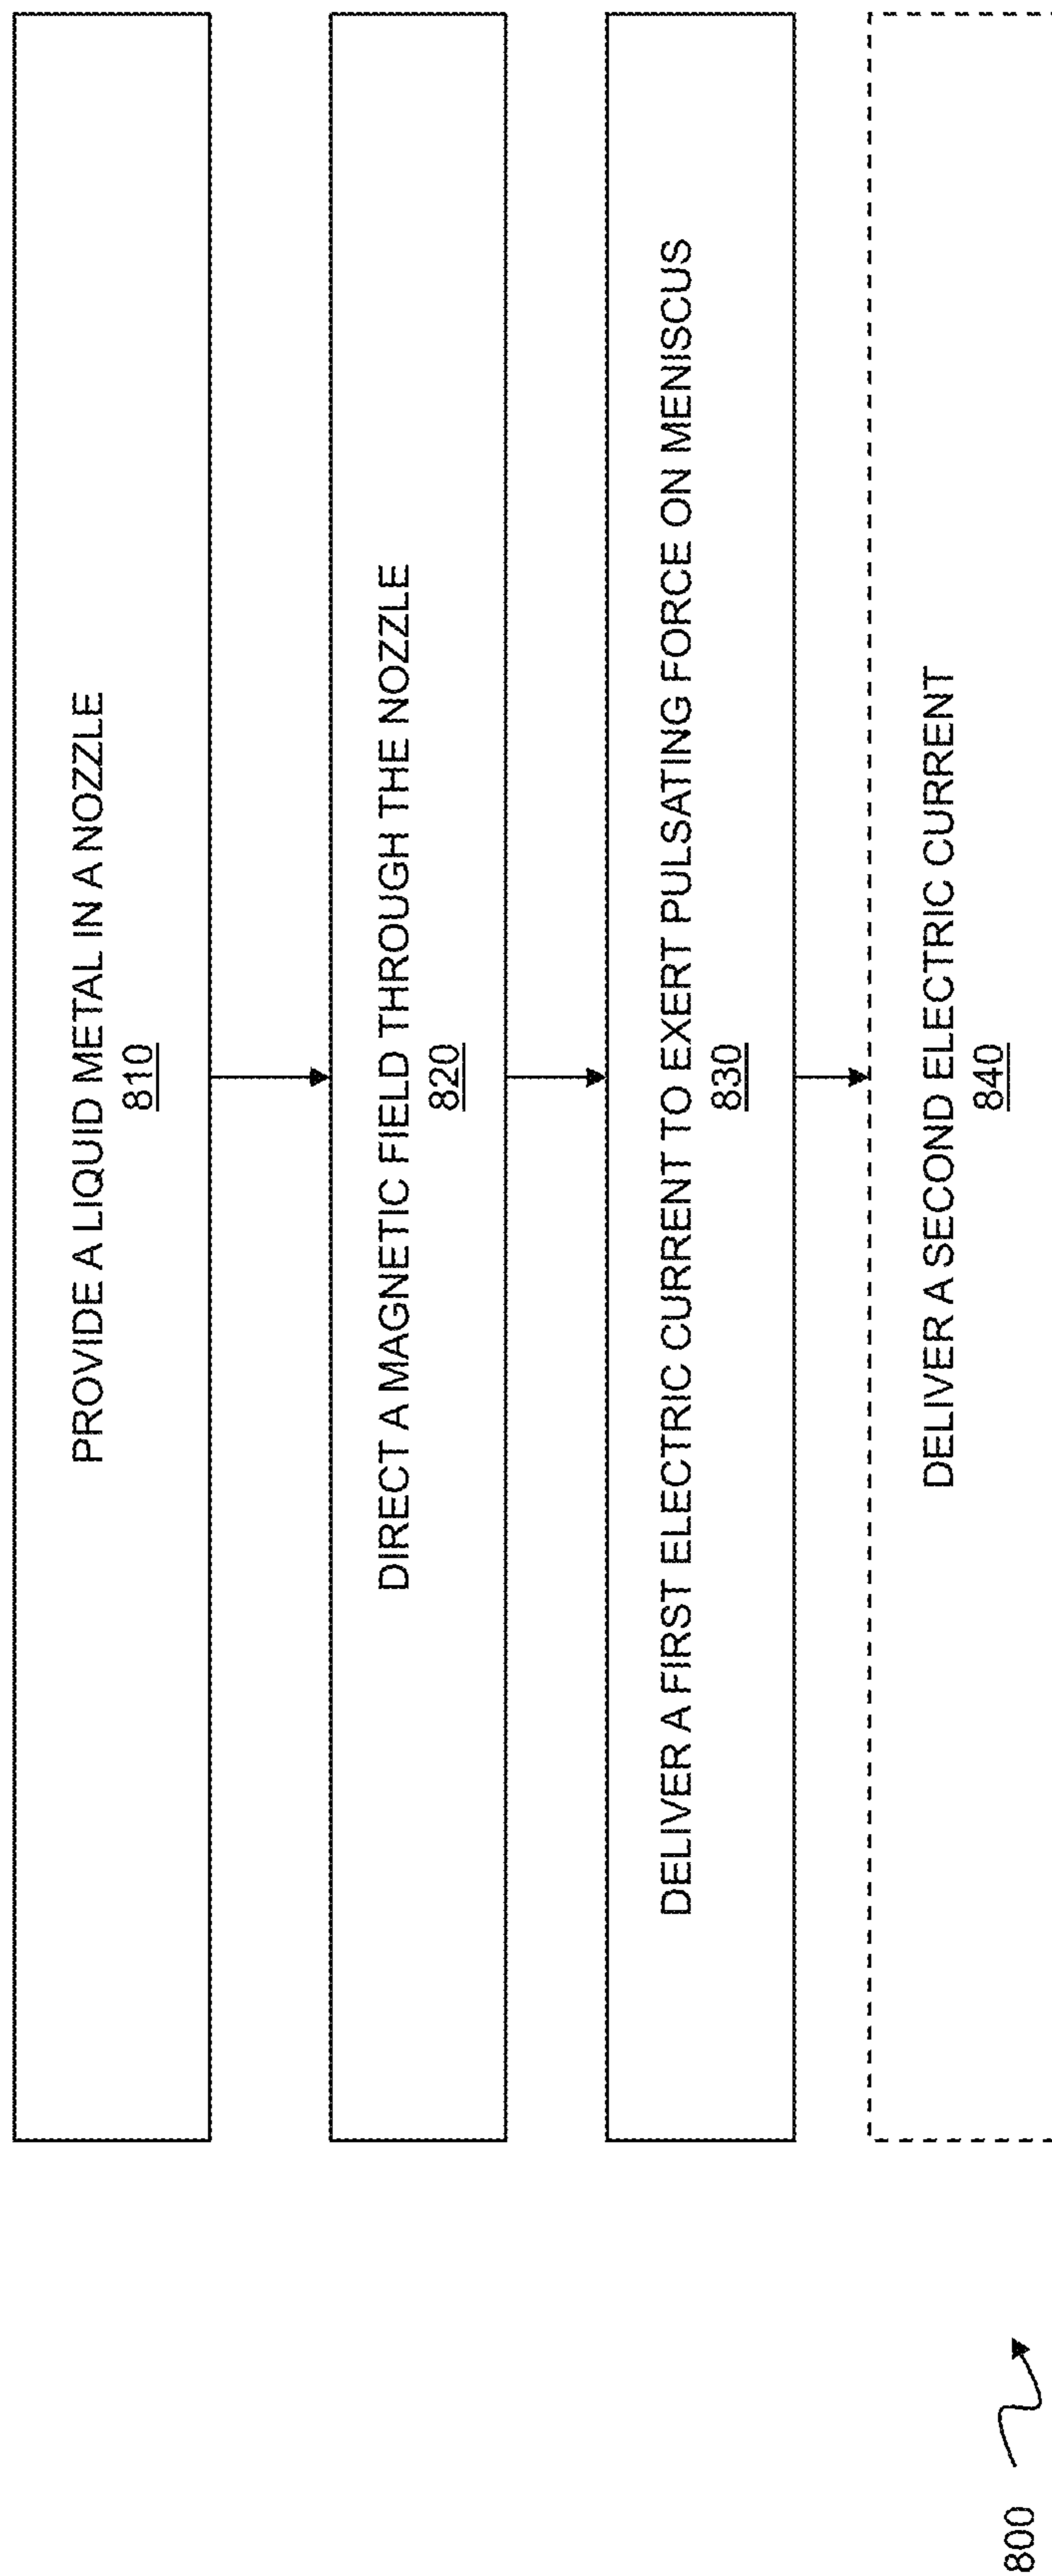 PROVIDE A LIQUID METAL IN A NOZZLE
810
DIRECT A MAGNETIC FIELD THROUGH THE NOZZLE
820
DELIVER A FIRST ELECTRIC CURRENT TO EXERT PULSATING FORCE ON MENISCUS
830
DELIVER A SECOND ELECTRIC CURRENT
840
800